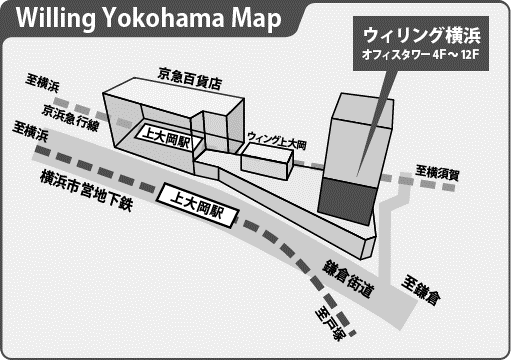 Willing Yokohama Map
ウィリング横浜
オフィスタワー4F～12F
京急百貨店
至横浜
京浜急行線
上大岡駅
ウィング上大岡
至横浜
至横須賀
横浜市営地下鉄
上大岡駅
鎌倉街道
至鎌倉
至戸塚